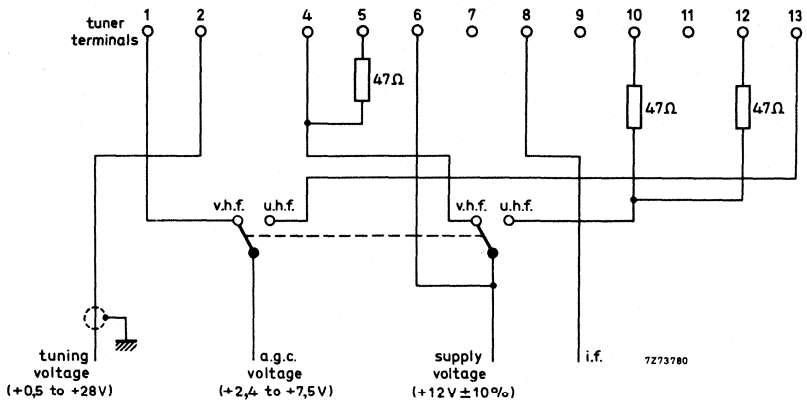 tuner
terminals
1 2 4 5 6 7 8 9 10 11 12 13
47Ω
47Ω 47Ω
v.h.f. u.h.f. v.h.f. u.h.f.
tuning
voltage
(+0,5 to +28V)
a.g.c.
voltage
(+2,4 to +7,5V)
supply
voltage
(+12V ± 10%)
i.f.
7Z73780